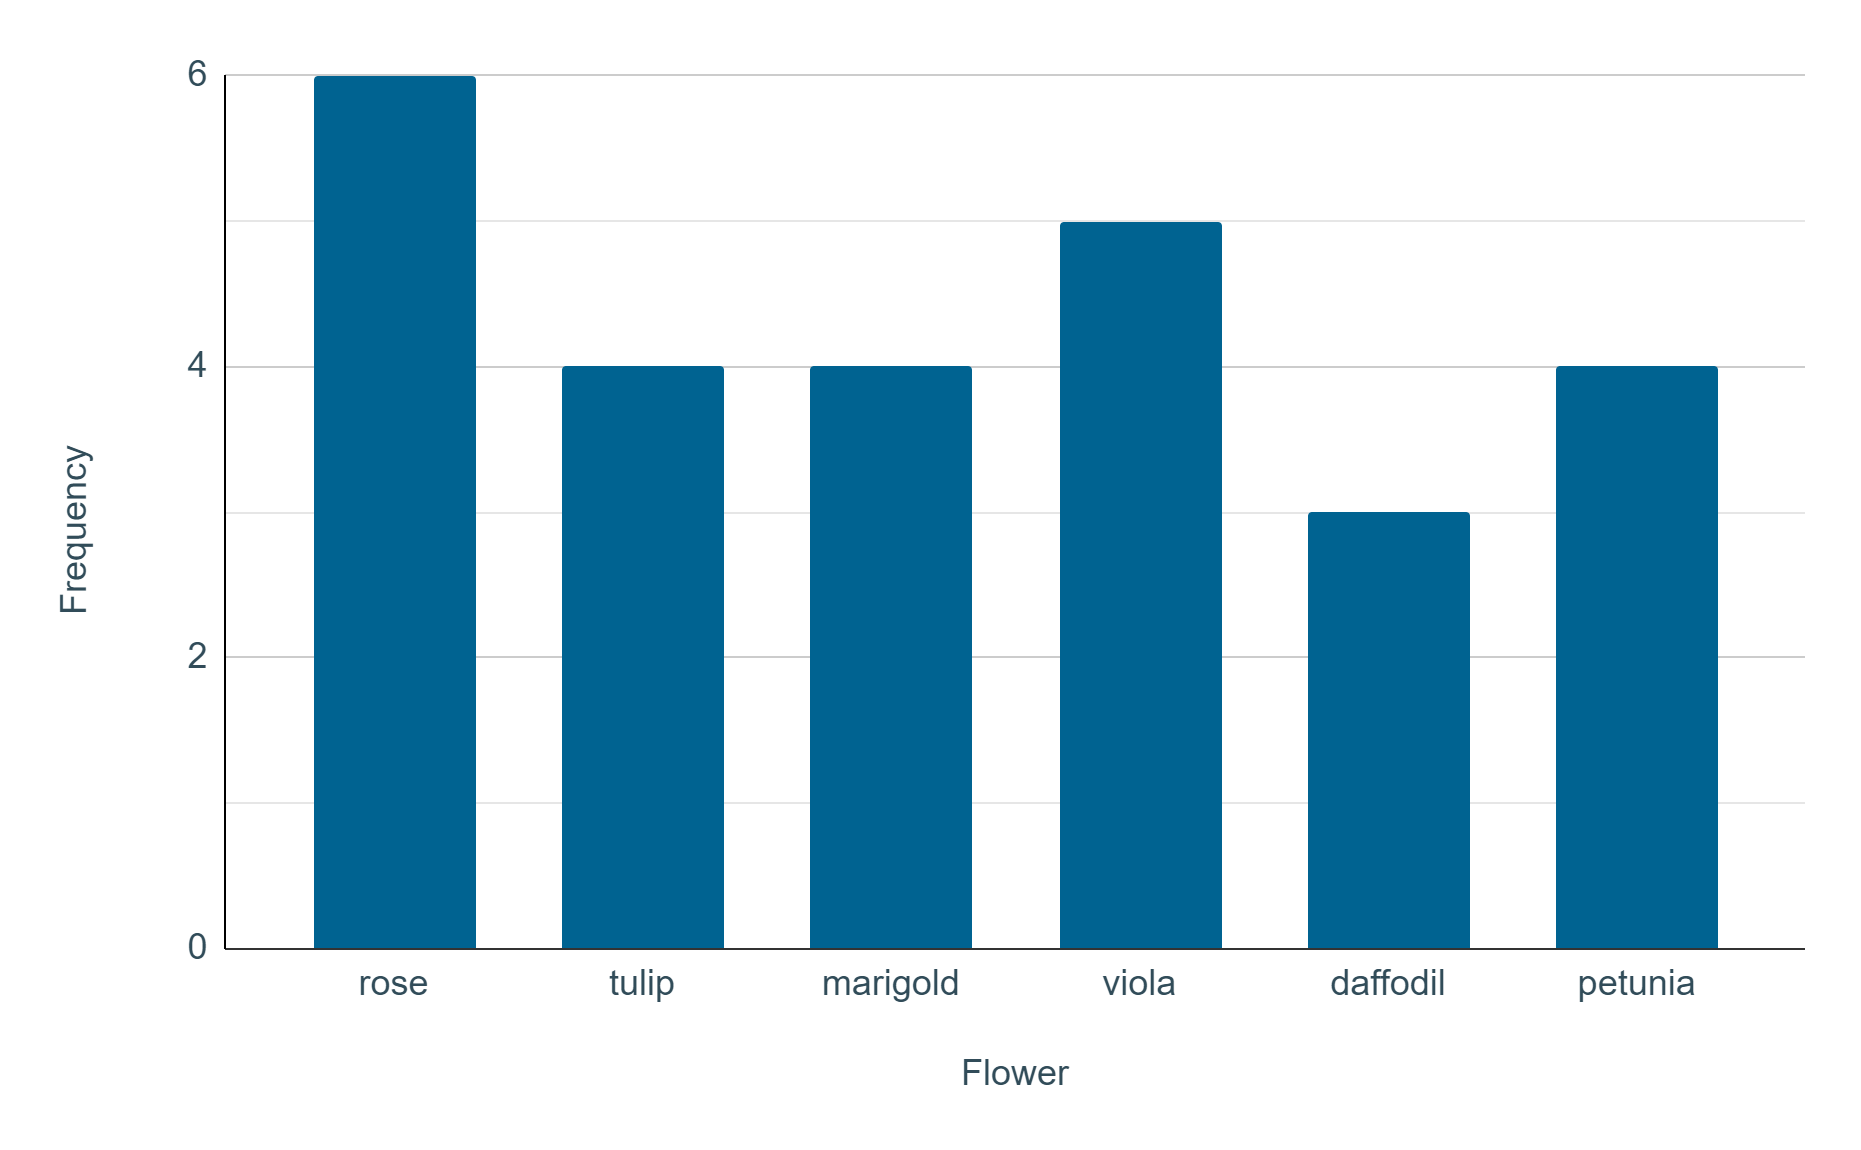 6
4
2
0
Frequency
rose
tulip
marigold
viola
daffodil
petunia
Flower